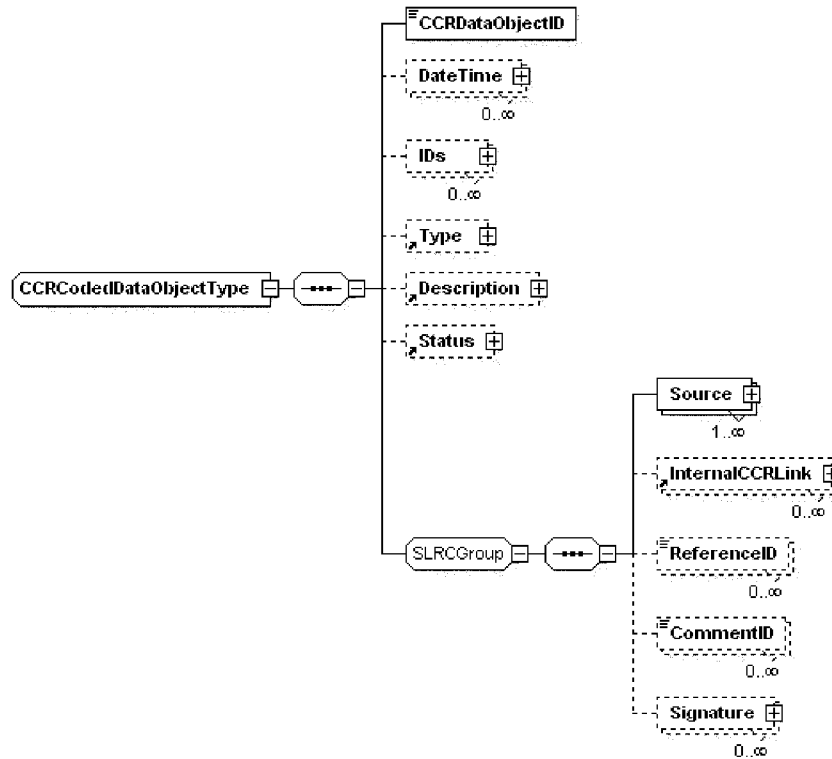 CCRDataObjectID
DateTime
0..∞
IDs
0..∞
Type
CCRCodedDataObjectType
Description
Status
Source
1..∞
InternalCCRLink
0..∞
SLRCGroup
ReferenceID
0..∞
CommentID
0..∞
Signature
0..∞